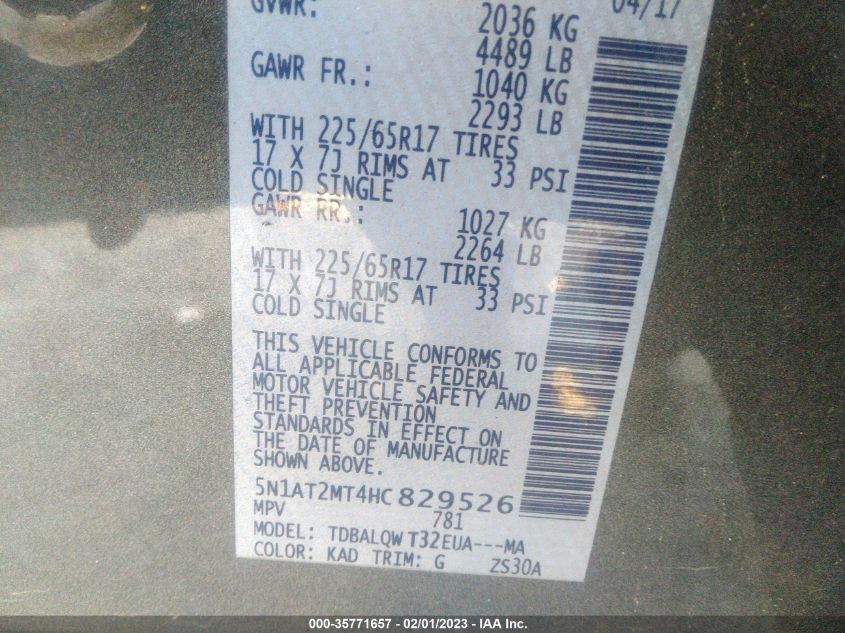 GVWR: 04/17
2036 KG
4489 LB
GAWR FR.: 1040 KG
2293 LB
WITH 225/65R17 TIRES
17 X 7J RIMS AT 33 PSI
COLD SINGLE
GAWR RR.: 1027 KG
2264 LB
WITH 225/65R17 TIRES
17 X 7J RIMS AT 33 PSI
COLD SINGLE
THIS VEHICLE CONFORMS TO
ALL APPLICABLE FEDERAL
MOTOR VEHICLE SAFETY AND
THEFT PREVENTION
STANDARDS IN EFFECT ON
THE DATE OF MANUFACTURE
SHOWN ABOVE.
5N1AT2MT4HC829526
MPV 781
MODEL: TDBALQW T32EUA---MA
COLOR: KAD TRIM: G ZS30A
000-35771657 - 02/01/2023 - IAA Inc.